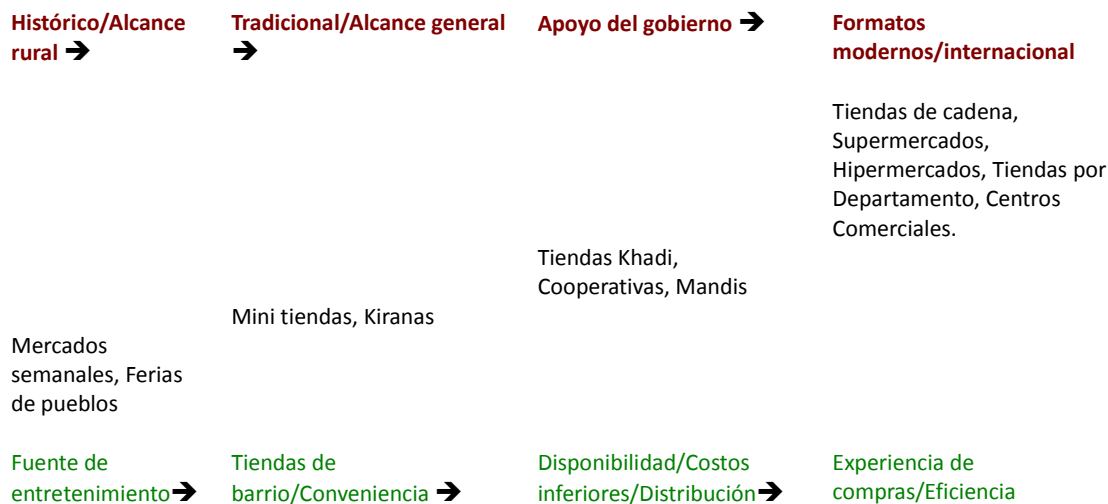 Histórico/Alcance
rural ➔
Tradicional/Alcance general
➔
Apoyo del gobierno ➔
Formatos
modernos/internacional
Tiendas de cadena,
Supermercados,
Hipermercados, Tiendas por
Departamento, Centros
Comerciales.
Tiendas Khadi,
Cooperativas, Mandis
Mini tiendas, Kiranas
Mercados
semanales, Ferias
de pueblos
Fuente de
entretenimiento➔
Tiendas de
barrio/Conveniencia ➔
Disponibilidad/Costos
inferiores/Distribución➔
Experiencia de
compras/Eficiencia